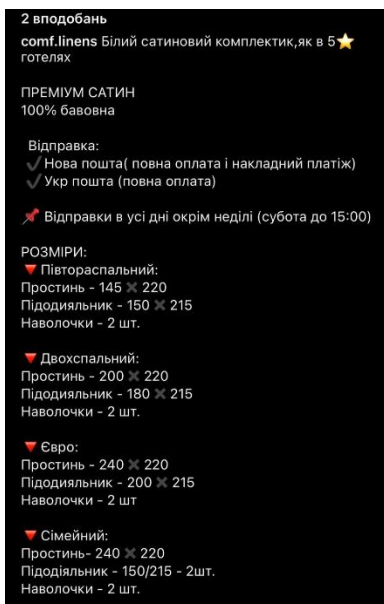 2 вподобань
comf.linens Білий сатиновий комплектик,як в 5⭐
готелях
ПРЕМІУМ САТИН
100% бавовна
Відправка:
✔️Нова пошта( повна оплата і накладний платіж)
✔️Укр пошта (повна оплата)
📌 Відправки в усі дні окрім неділі (субота до 15:00)
РОЗМІРИ:
🔻Півтораспальний:
Простинь - 145 ✖️ 220
Підодияльник - 150 ✖️ 215
Наволочки - 2 шт.
🔻Двохспальний:
Простинь - 200 ✖️ 220
Підодияльник - 180 ✖️ 215
Наволочки - 2 шт.
🔻Євро:
Простинь - 240 ✖️ 220
Підодияльник - 200 ✖️ 215
Наволочки - 2 шт
🔻Сімейний:
Простинь- 240 ✖️ 220
Підодіяльник - 150/215 - 2шт.
Наволочки - 2 шт.